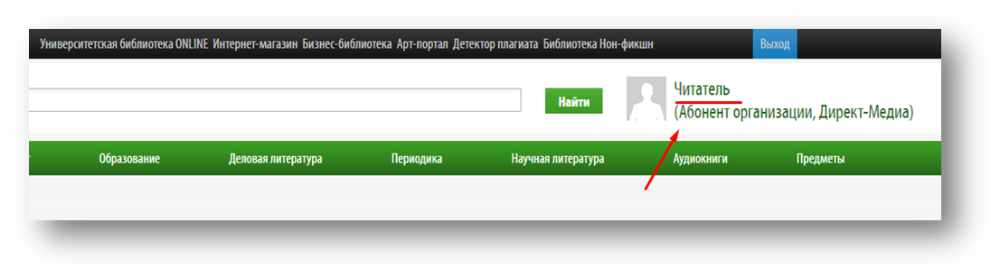 Университетская библиотека ONLINE Интернет-магазин Бизнес-библиотека Арт-портал Детектор плагиата Библиотека Нон-фикшн Выход
Найти
Читатель
(Абонент организации, Директ-Медиа)
Образование Деловая литература Периодика Научная литература Аудиокниги Предметы